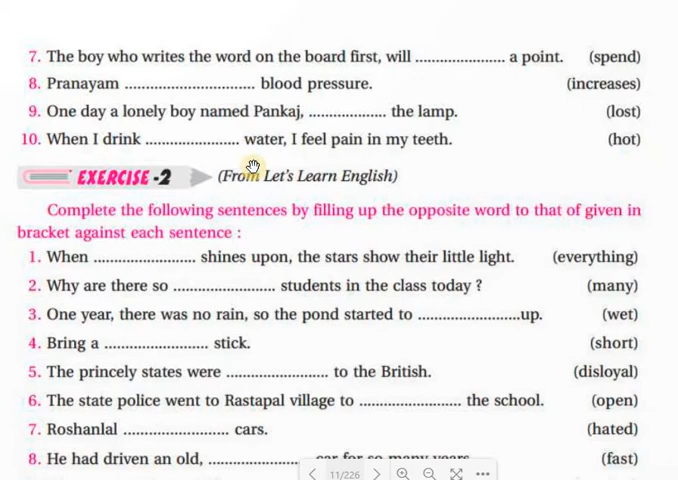 7. The boy who writes the word on the board first, will ..................... a point. (spend)
8. Pranayam .............................. blood pressure. (increases)
9. One day a lonely boy named Pankaj, .................. the lamp. (lost)
10. When I drink ...................... water, I feel pain in my teeth. (hot)
EXERCISE -2 (From Let's Learn English)
Complete the following sentences by filling up the opposite word to that of given in
bracket against each sentence :
1. When ........................ shines upon, the stars show their little light. (everything)
2. Why are there so ........................ students in the class today ? (many)
3. One year, there was no rain, so the pond started to ........................up. (wet)
4. Bring a ........................ stick. (short)
5. The princely states were ........................ to the British. (disloyal)
6. The state police went to Rastapal village to ........................ the school. (open)
7. Roshanlal ......................... cars. (hated)
8. He had driven an old, ..................... car for so many years. (fast)
11/226